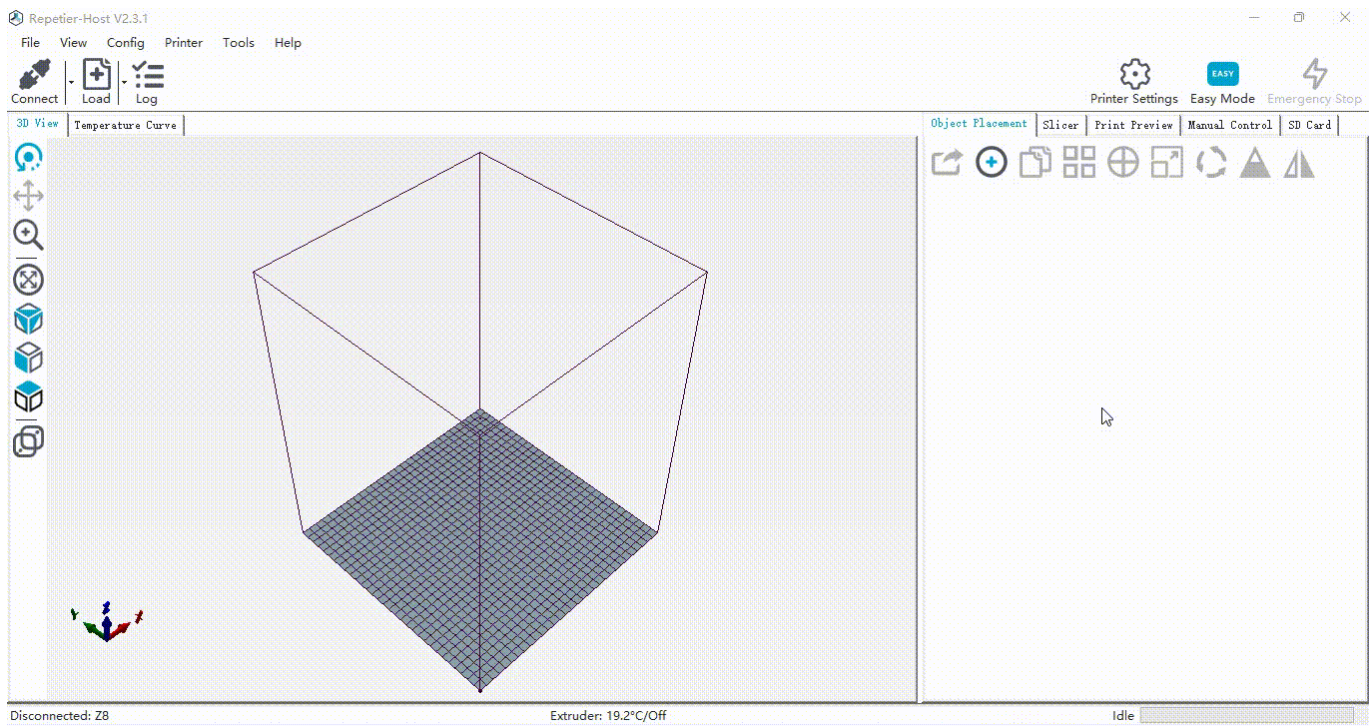 Repetier-Host V2.3.1
File View Config Printer Tools Help
Connect Load Log Printer Settings EASY Easy Mode Emergency Stop
3D View Temperature Curve Object Placement Slicer Print Preview Manual Control SD Card
Y Z X
Disconnected: Z8 Extruder: 19.2°C/Off Idle